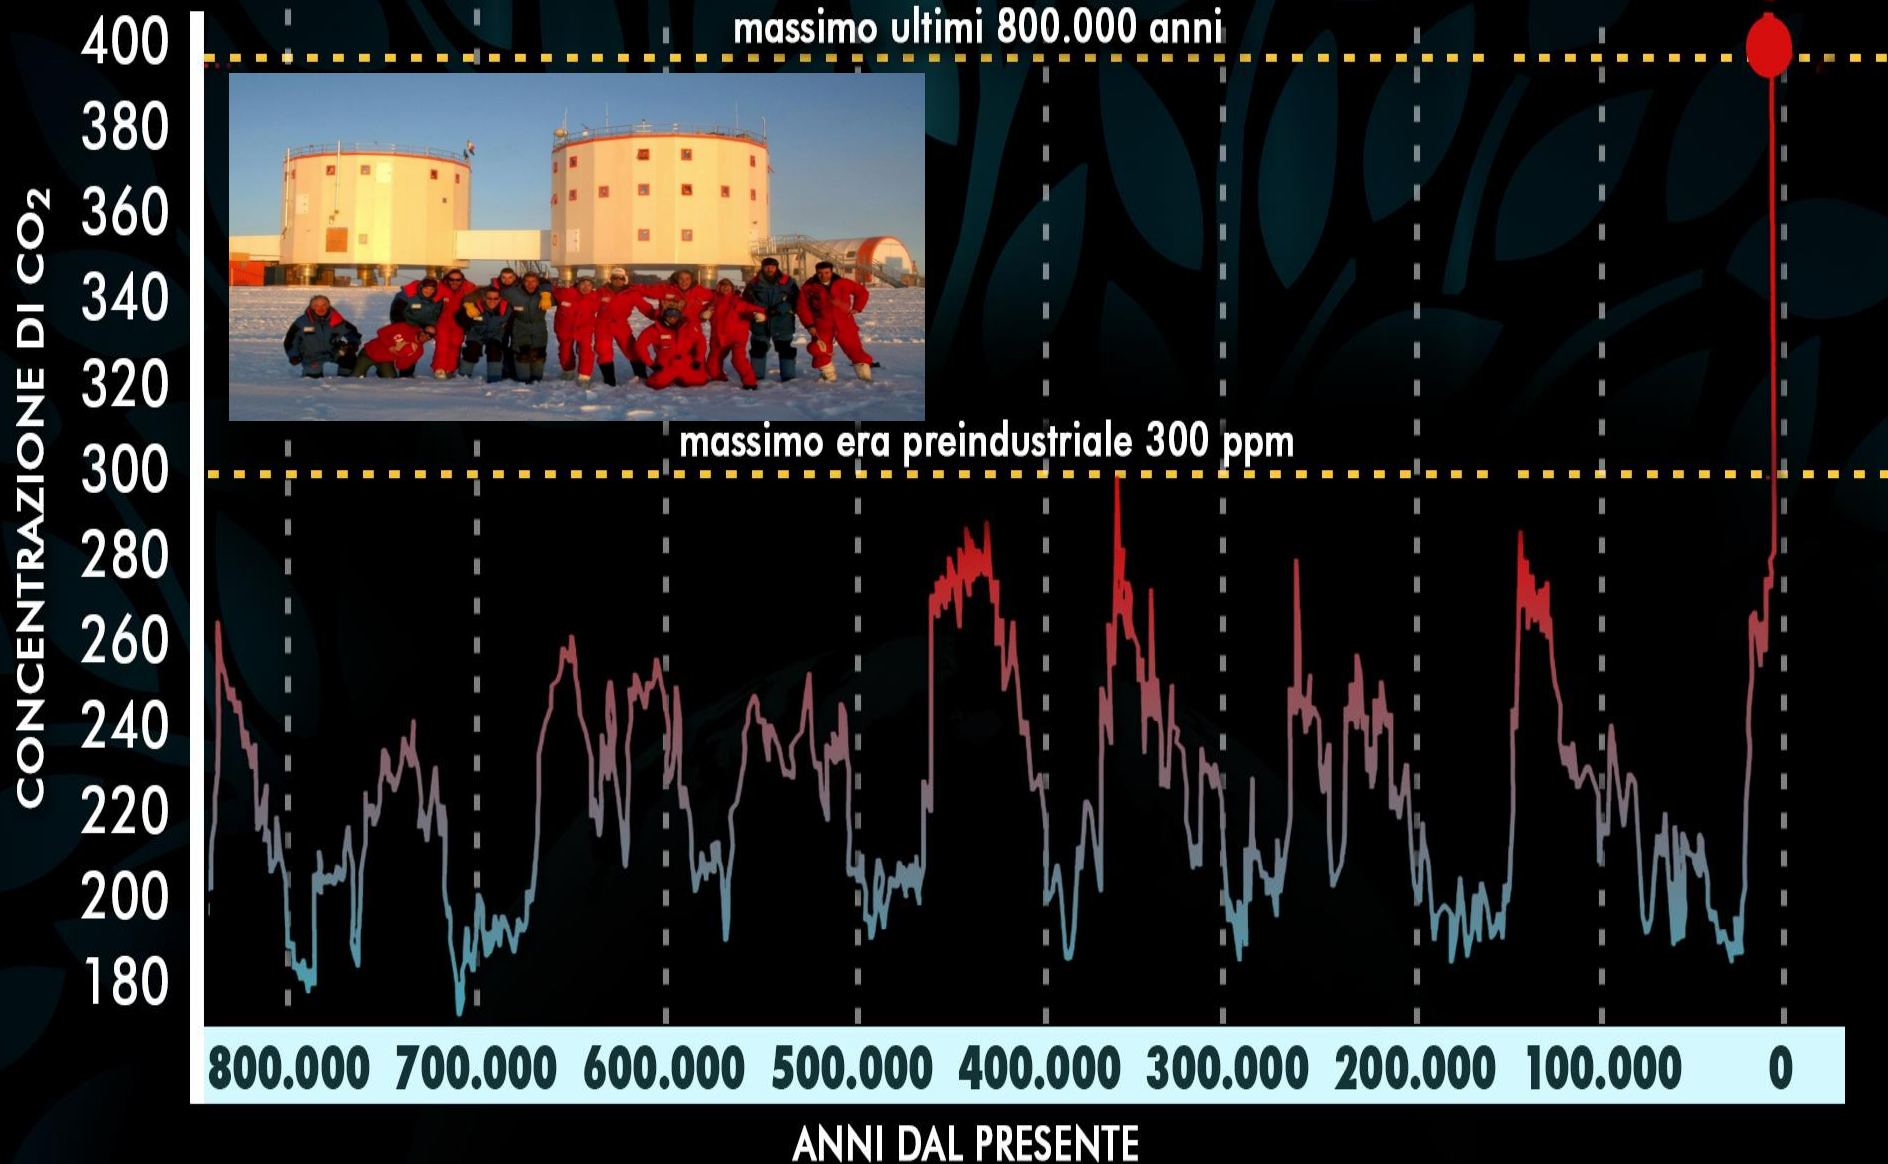 massimo ultimi 800.000 anni
400
380
360
340
320
300
280
260
240
220
200
180
CONCENTRAZIONE DI CO₂
massimo era preindustriale 300 ppm
800.000 700.000 600.000 500.000 400.000 300.000 200.000 100.000 0
ANNI DAL PRESENTE